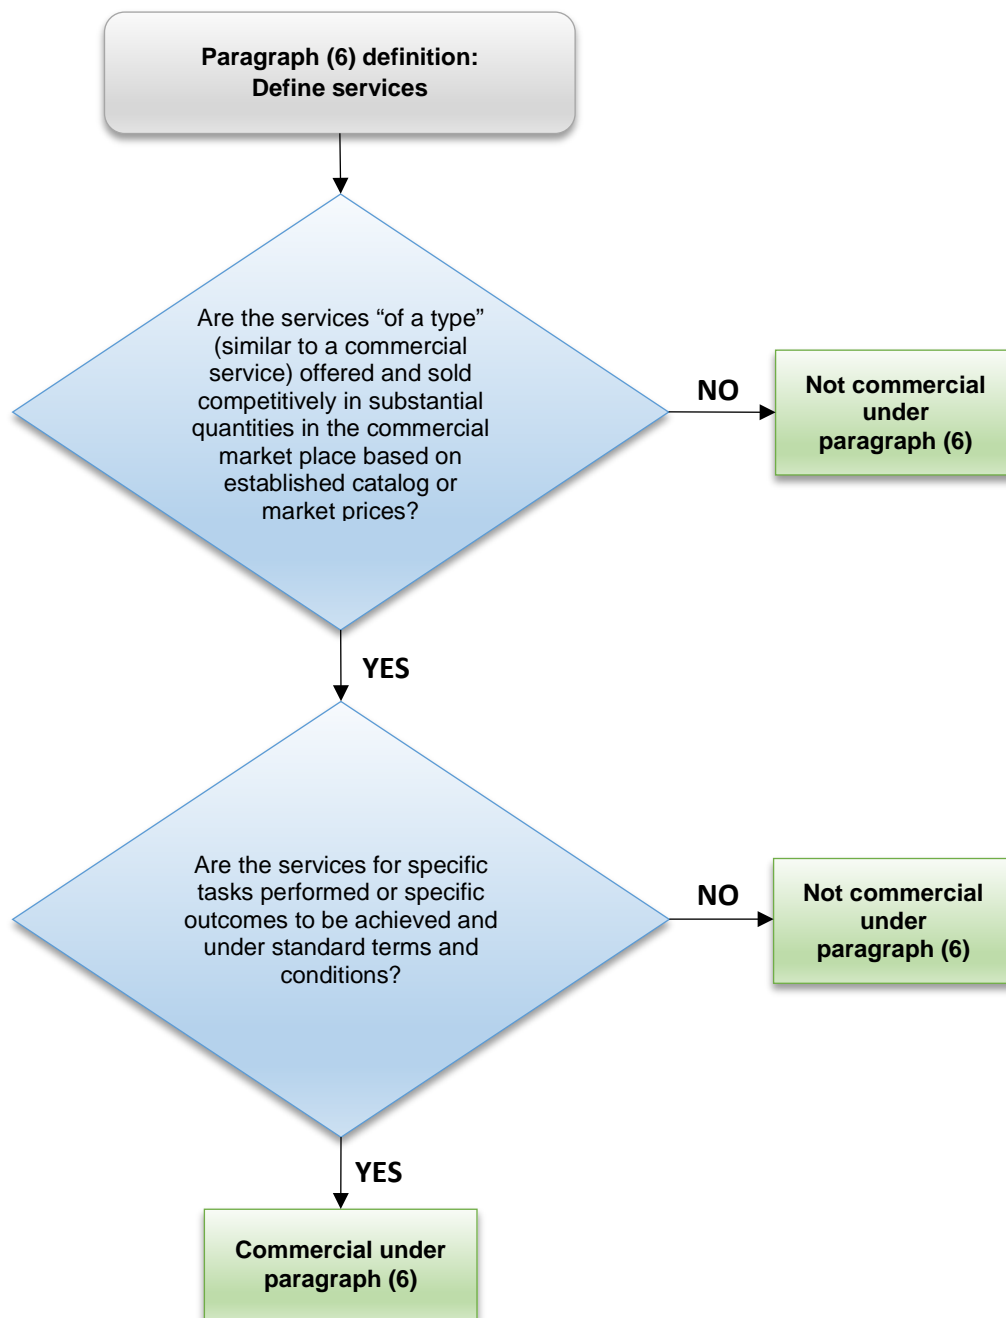 Paragraph (6) definition:
Define services
Are the services “of a type”
(similar to a commercial
service) offered and sold
competitively in substantial
quantities in the commercial
market place based on
established catalog or
market prices?
NO
Not commercial
under
paragraph (6)
YES
Are the services for specific
tasks performed or specific
outcomes to be achieved and
under standard terms and
conditions?
NO
Not commercial
under
paragraph (6)
YES
Commercial under
paragraph (6)